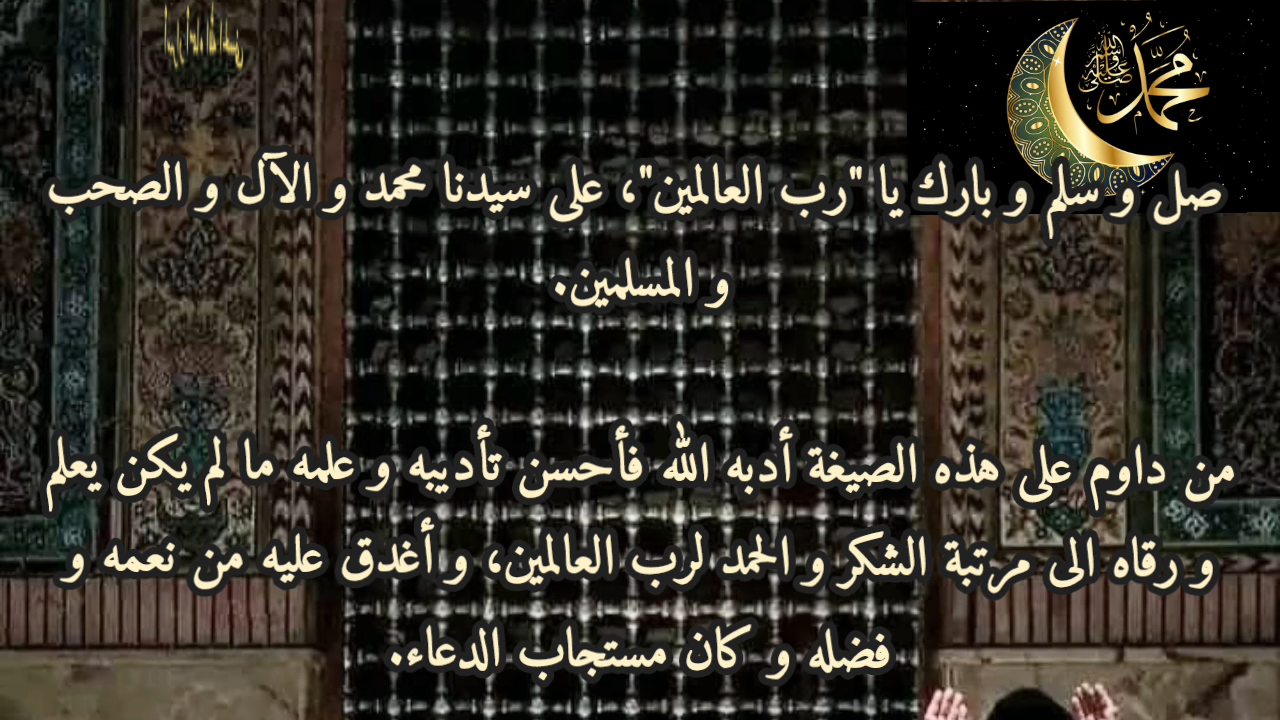 محمد
صلى الله عليه وسلم
صل و سلم و بارك يا "رب العالمين"، على سيدنا محمد و الآل و الصحب
و المسلمين.
من داوم على هذه الصيغة أدبه الله فأحسن تأديبه و علمه ما لم يكن يعلم
و رقاه الى مرتبة الشكر و الحمد لرب العالمين، و أغدق عليه من نعمه و
فضله و كان مستجاب الدعاء.